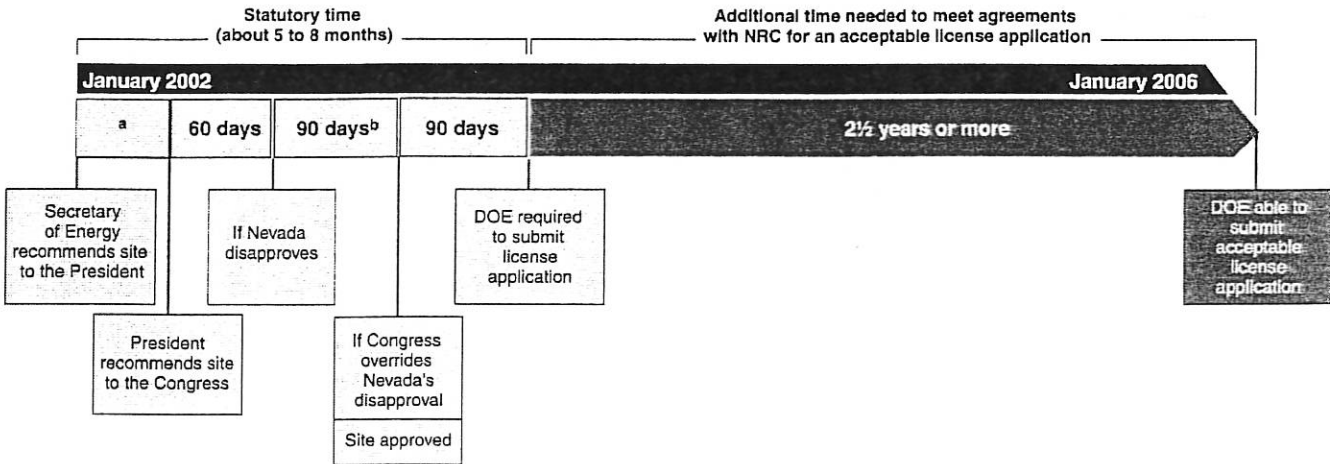 Statutory time
(about 5 to 8 months)
Additional time needed to meet agreements
with NRC for an acceptable license application
January 2002
January 2006
a
60 days
90 daysb
90 days
2½ years or more
Secretary
of Energy
recommends site
to the President
If Nevada
disapproves
DOE required
to submit
license
application
DOE able to
submit
acceptable
license
application
President
recommends site
to the Congress
If Congress
overrides
Nevada's
disapproval
Site approved